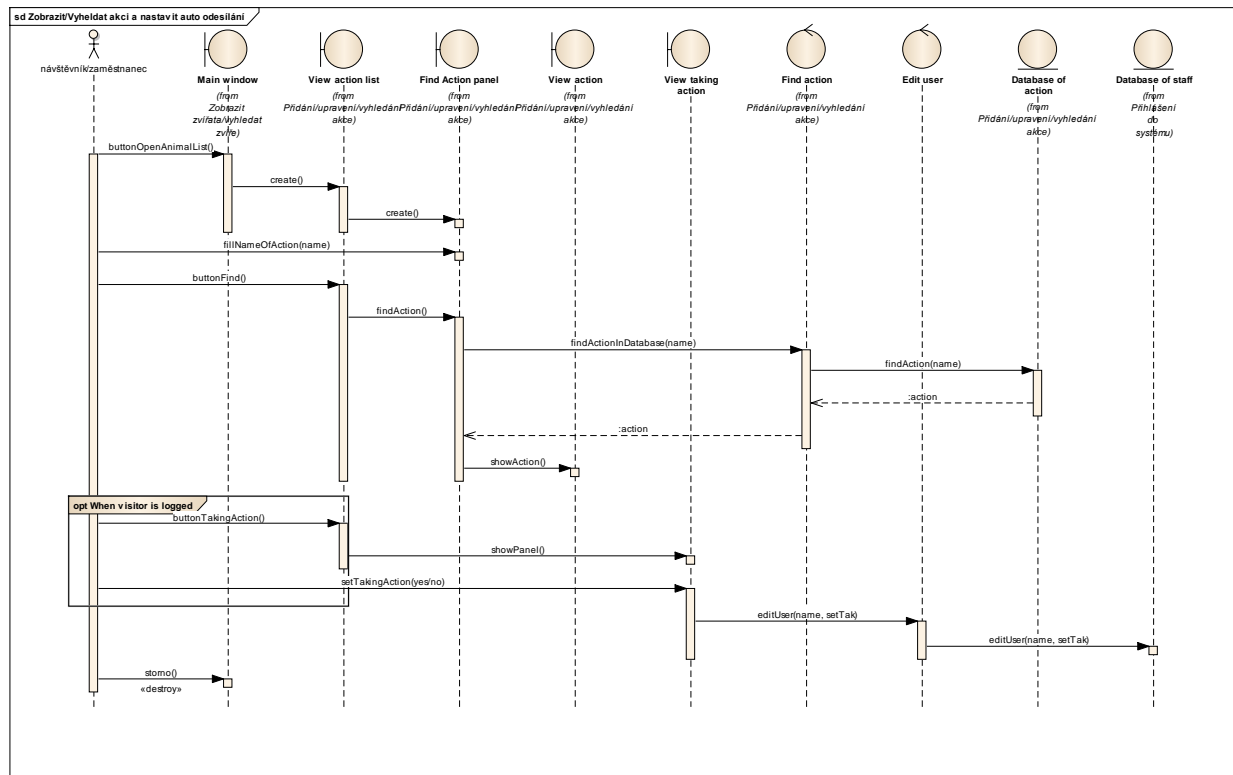 sd Zobrazit/Vyheldat akci a nastavit auto odesílání
návštěvník/zaměstnanec
Main window
(from
Zobrazit
zvířata/vyhledat
zvíře)
View action list
(from
Přidání/upravení/vyhledání
akce)
Find Action panel
(from
Přidání/upravení/vyhledání
akce)
View action
(from
Přidání/upravení/vyhledání
akce)
View taking
action
Find action
(from
Přidání/upravení/vyhledání
akce)
Edit user
Database of
action
(from
Přidání/upravení/vyhledání
akce)
Database of staff
(from
Přihlášení
do
systému)
buttonOpenAnimalList()
create()
create()
fillNameOfAction(name)
buttonFind()
findAction()
findActionInDatabase(name)
findAction(name)
:action
:action
showAction()
opt When visitor is logged
buttonTakingAction()
showPanel()
setTakingAction(yes/no)
editUser(name, setTak)
editUser(name, setTak)
storno()
«destroy»